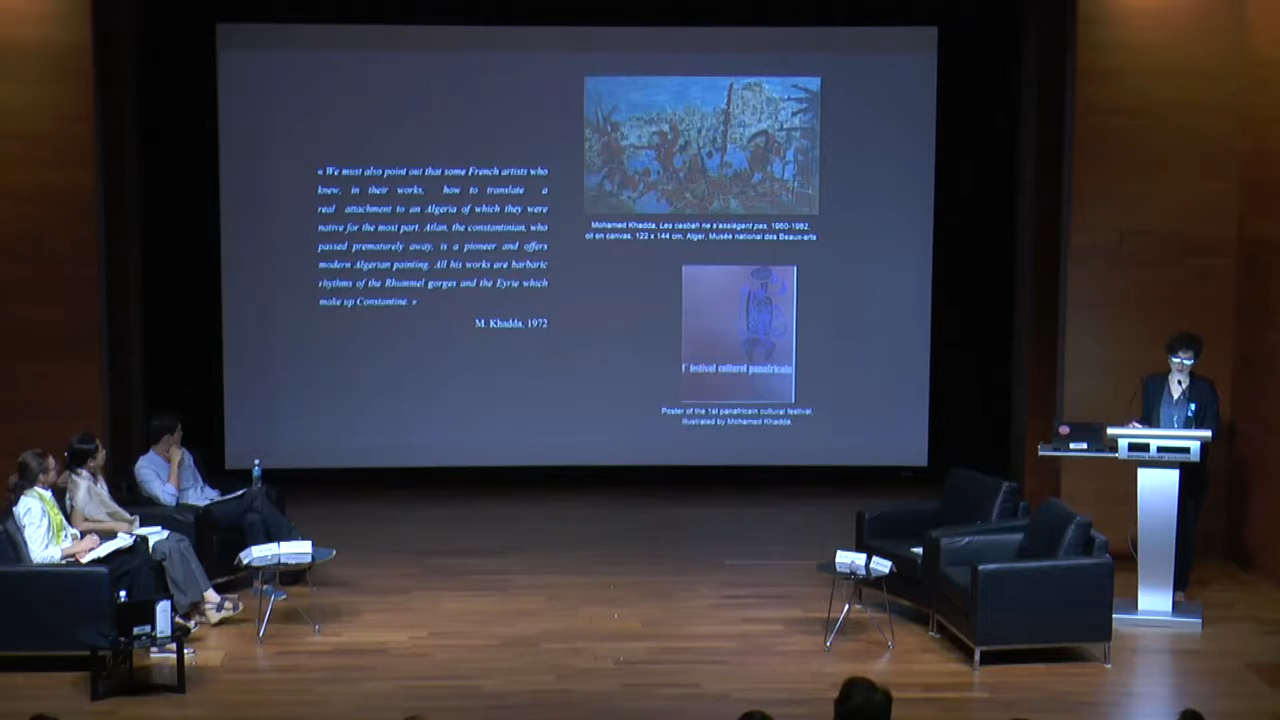 « We must also point out that some French artists who
knew, in their works, how to translate a
real attachment to an Algeria of which they were
native for the most part. Atlan, the constantinian, who
passed prematurely away, is a pioneer and offers
modern Algerian painting. All his works are barbaric
rhythms of the Rhummel gorges and the Eyrie which
make up Constantine. »
M. Khadda, 1972
Mohamed Khadda, Les casbah ne s'assiègent pas, 1960-1982,
oil on canvas, 122 x 144 cm, Alger, Musée national des Beaux-arts
1er festival culturel panafricain
Poster of the 1st panafricain cultural festival,
illustrated by Mohamed Khadda.
NATIONAL GALLERY SINGAPORE